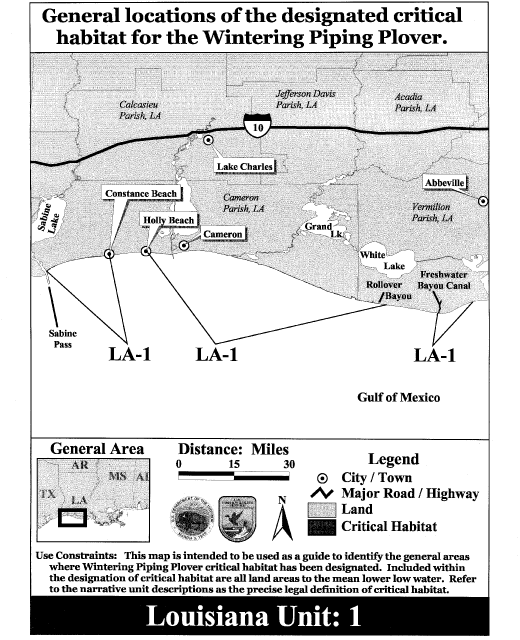 General locations of the designated critical
habitat for the Wintering Piping Plover.
Calcasieu
Parish, LA
Jefferson Davis
Parish, LA
Acadia
Parish, LA
10
Lake Charles
Constance Beach
Abbeville
Sabine
Lake
Holly Beach
Cameron
Parish, LA
Cameron
Vermilion
Parish, LA
Grand
Lk.
White
Lake
Rollover
Bayou
Freshwater
Bayou Canal
Sabine
Pass
LA-1
LA-1
LA-1
Gulf of Mexico
General Area
AR
MS
AL
TX
LA
Distance: Miles
0
15
30
N
Legend
City / Town
Major Road / Highway
Land
Critical Habitat
Use Constraints: This map is intended to be used as a guide to identify the general areas
where Wintering Piping Plover critical habitat has been designated. Included within
the designation of critical habitat are all land areas to the mean lower low water. Refer
to the narrative unit descriptions as the precise legal definition of critical habitat.
Louisiana Unit: 1